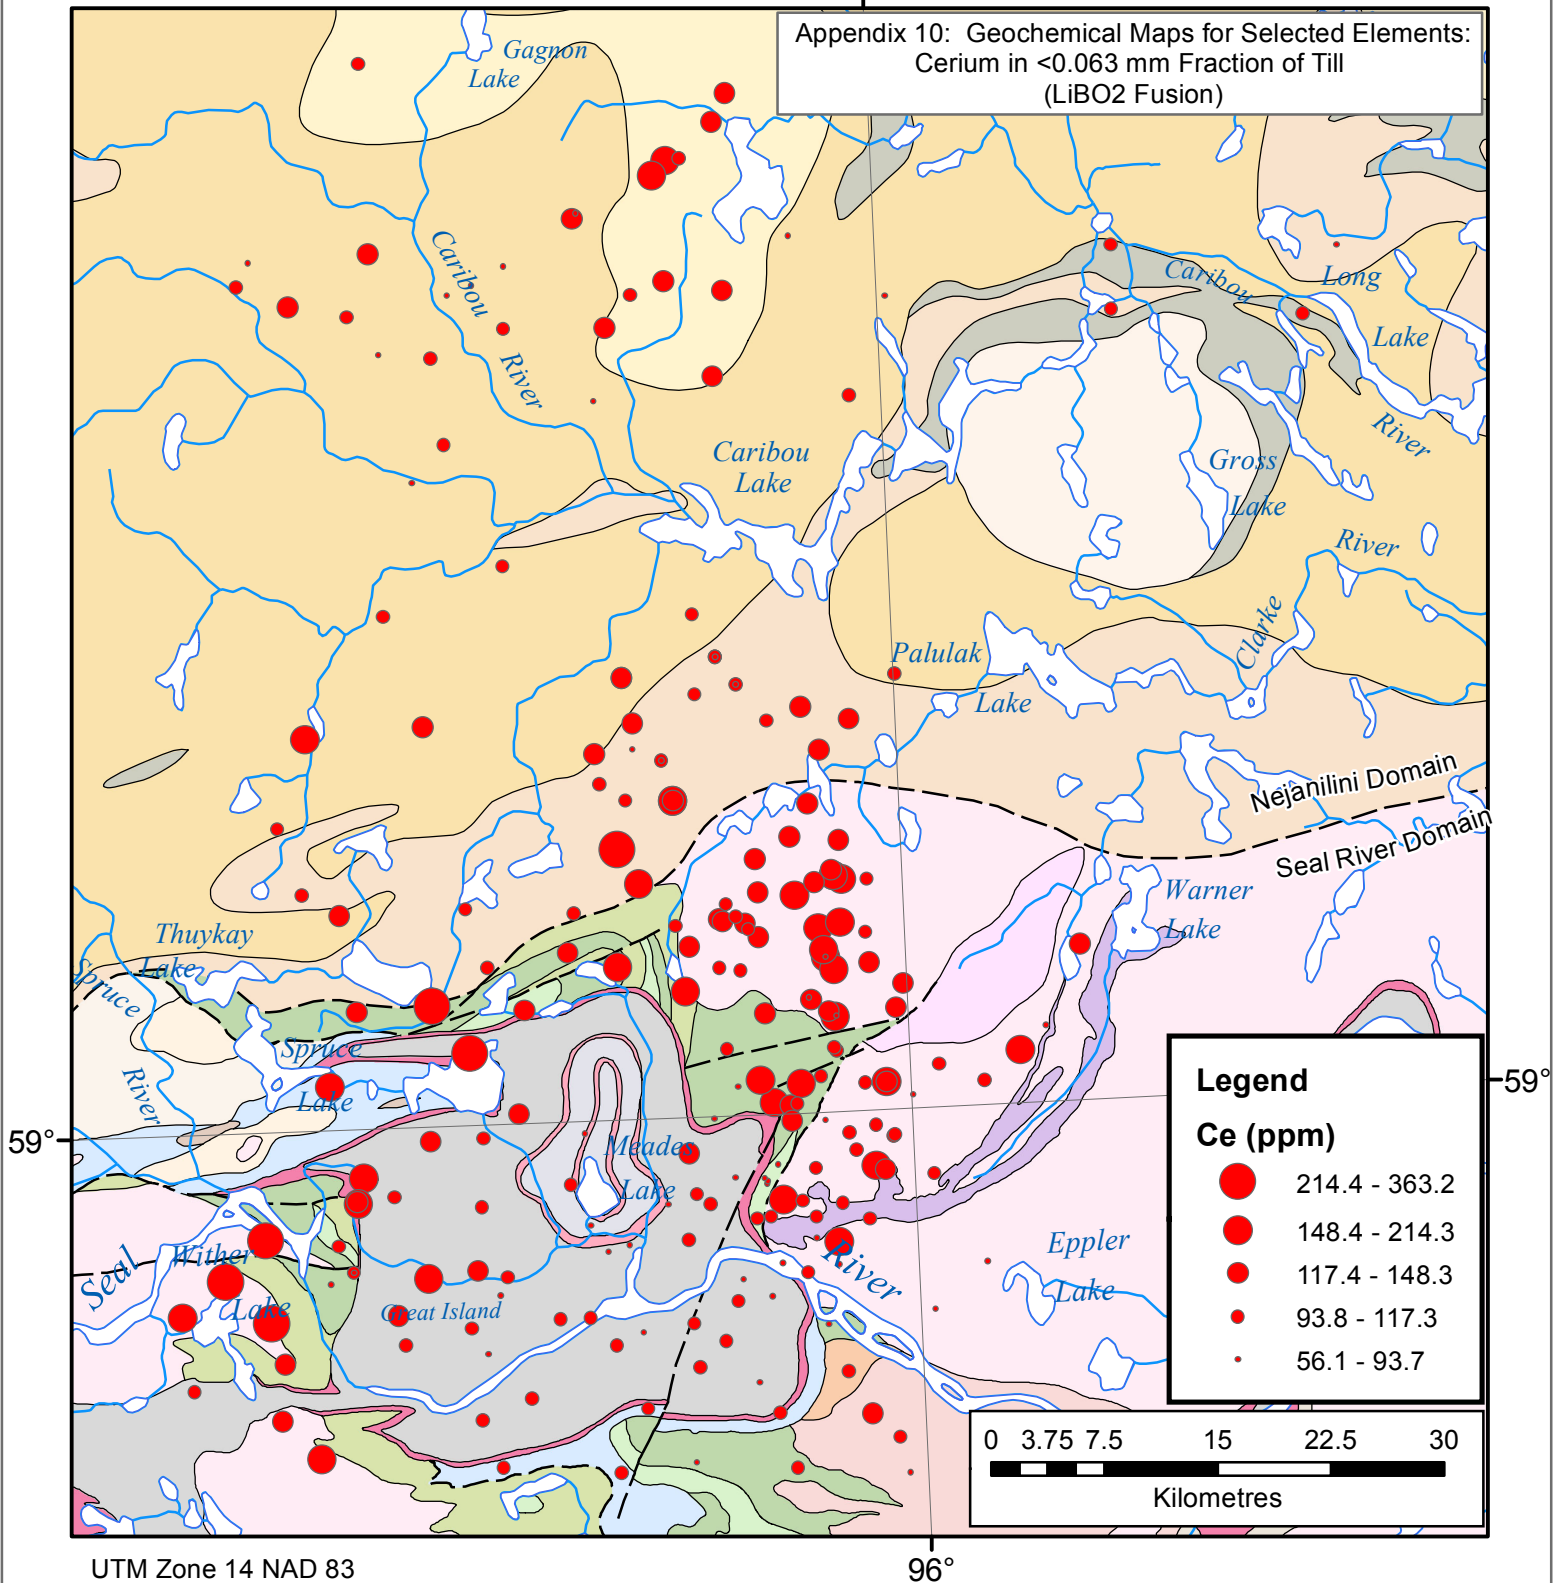 Appendix 10:  Geochemical Maps for Selected Elements:
Cerium in <0.063 mm Fraction of Till
(LiBO2 Fusion)
Gagnon
Lake
Caribou
River
Caribou
Long
Lake
River
Caribou
Lake
Gross
Lake
River
Clarke
Palulak
Lake
Nejanilini Domain
Seal River Domain
Warner
Lake
Thuykay
Lake
Spruce
River
Spruce
Lake
59°
59°
Meades
Lake
Seal
Wither
Lake
Great Island
River
Eppler
Lake
Legend
Ce (ppm)
214.4 - 363.2
148.4 - 214.3
117.4 - 148.3
93.8 - 117.3
56.1 - 93.7
0 3.75 7.5 15 22.5 30
Kilometres
UTM Zone 14 NAD 83
96°